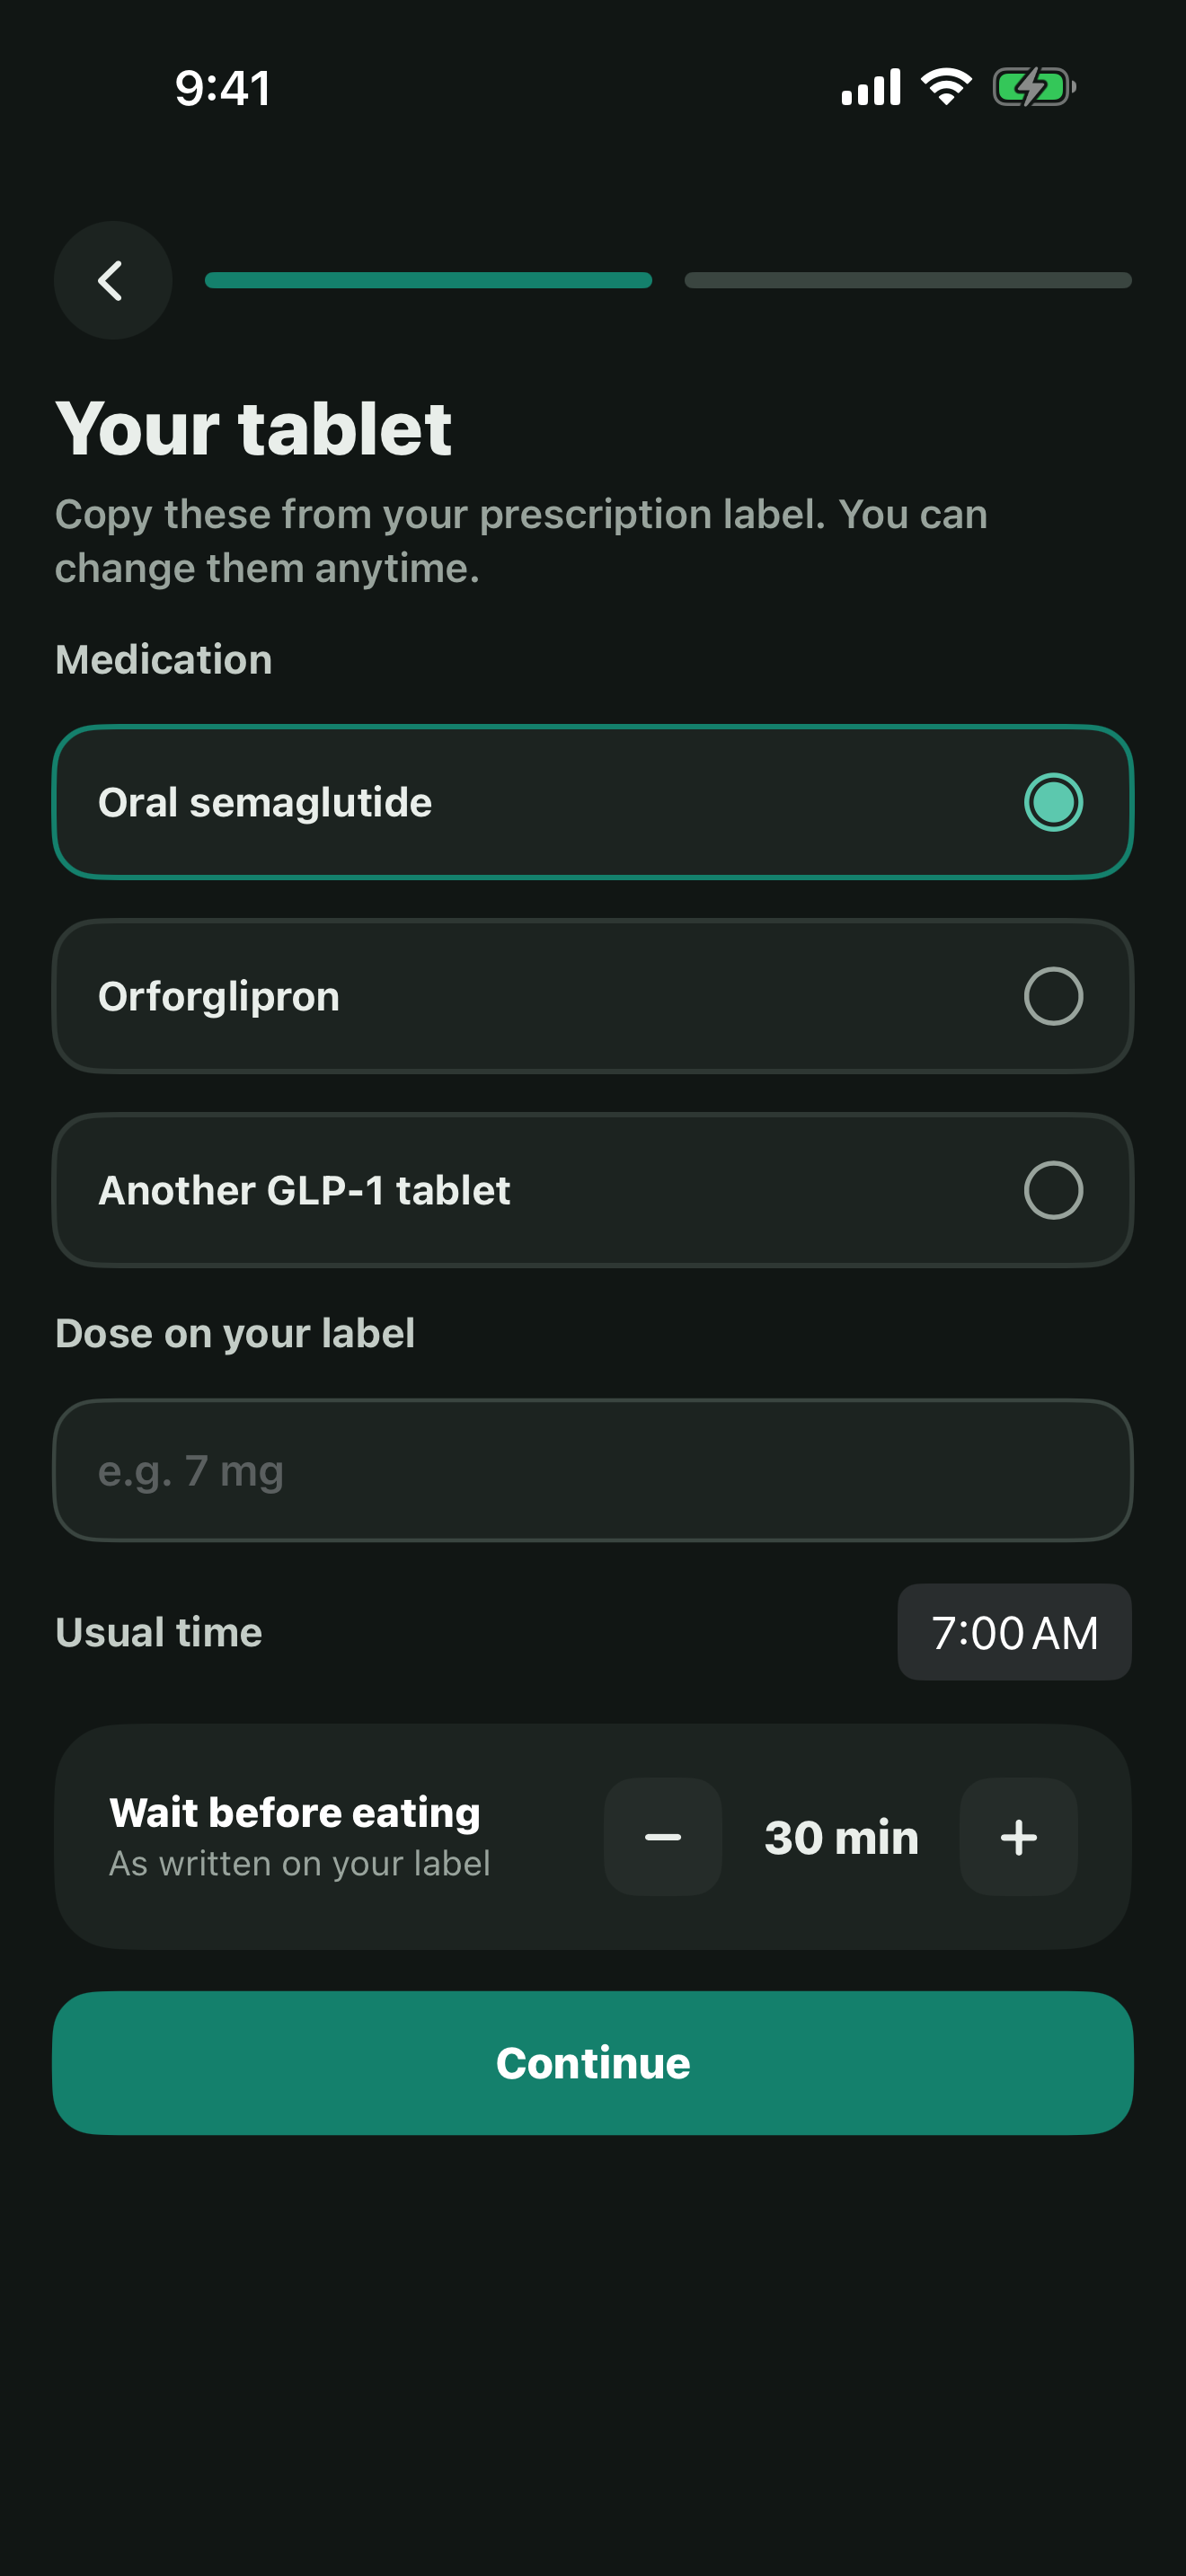 9:41
Your tablet
Copy these from your prescription label. You can
change them anytime.
Medication
Oral semaglutide
Orforglipron
Another GLP-1 tablet
Dose on your label
e.g. 7 mg
Usual time
7:00 AM
Wait before eating
As written on your label
30 min
Continue